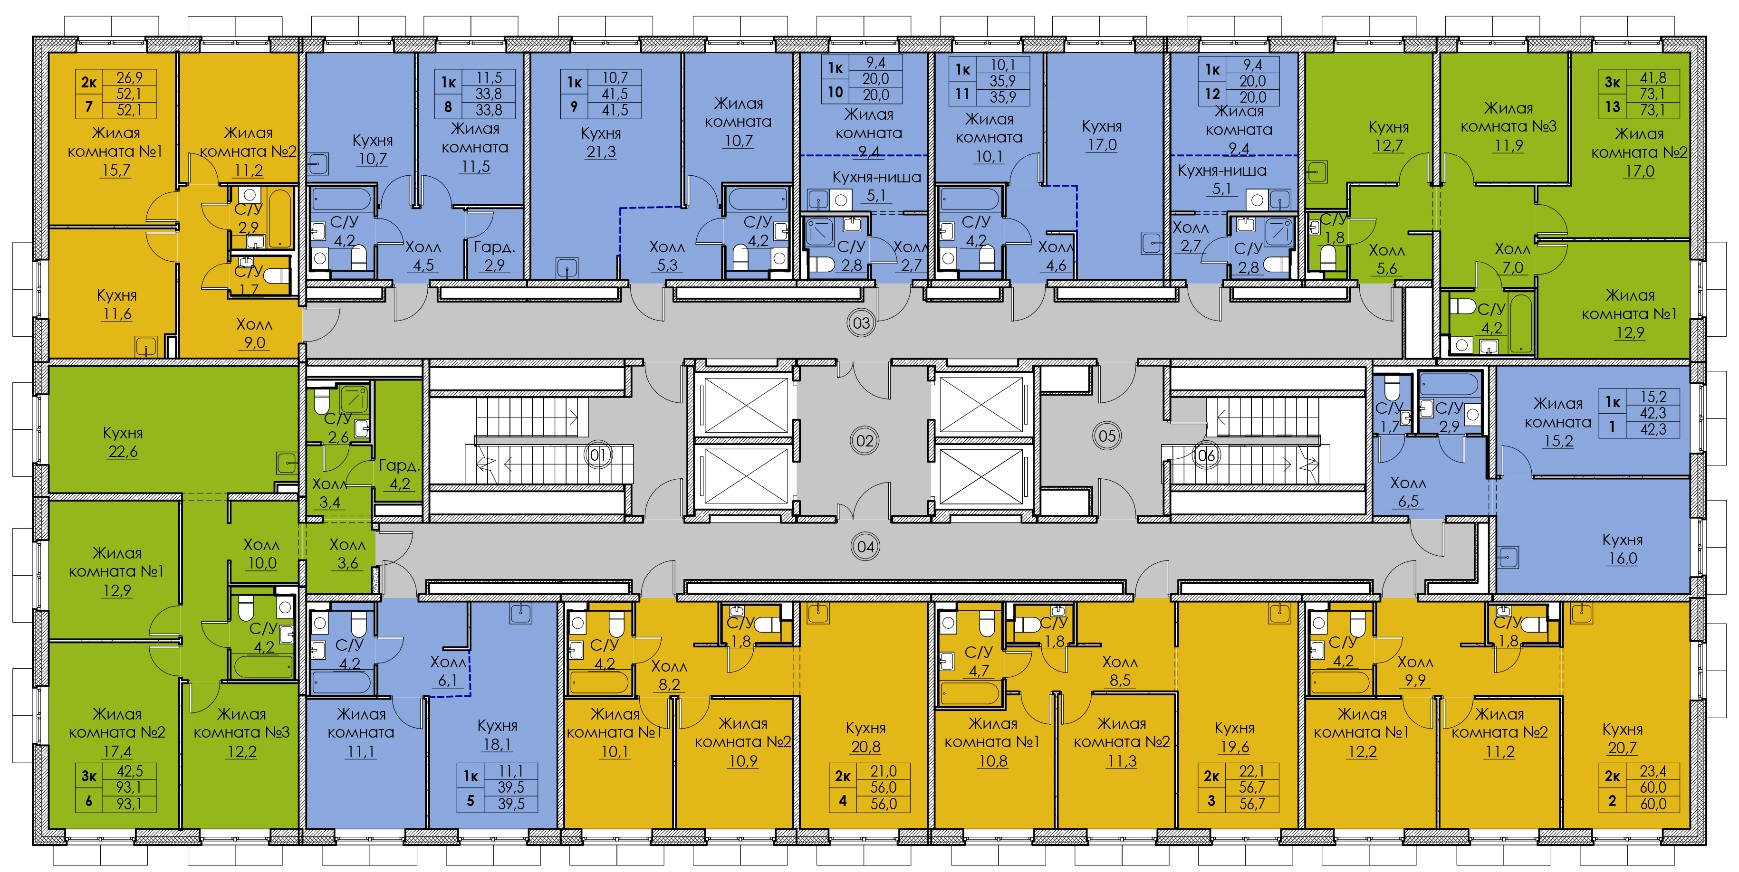 2к 26,9
7 52,1
52,1
Жилая
комната №1
15,7
Жилая
комната №2
11,2
С/У
2,9
С/У
1,7
Кухня
11,6
Холл
9,0
Кухня
10,7
1к 11,5
8 33,8
33,8
Жилая
комната
11,5
С/У
4,2
Холл
4,5
Гард.
2,9
1к 10,7
9 41,5
41,5
Кухня
21,3
Жилая
комната
10,7
Холл
5,3
С/У
4,2
1к 9,4
10 20,0
20,0
Жилая
комната
9,4
Кухня-ниша
5,1
С/У
2,8
Холл
2,7
1к 10,1
11 35,9
35,9
Жилая
комната
10,1
Кухня
17,0
С/У
4,2
Холл
4,6
1к 9,4
12 20,0
20,0
Жилая
комната
9,4
Кухня-ниша
5,1
Холл
2,7
С/У
2,8
Кухня
12,7
С/У
1,8
Холл
5,6
Жилая
комната №3
11,9
3к 41,8
13 73,1
73,1
Жилая
комната №2
17,0
Холл
7,0
С/У
4,2
Жилая
комната №1
12,9
03
Кухня
22,6
С/У
2,6
Гард.
4,2
Холл
3,4
01
02
05
06
С/У
1,7
С/У
2,9
Жилая
комната
15,2
1к 15,2
1 42,3
42,3
Холл
6,5
Кухня
16,0
Жилая
комната №1
12,9
Холл
10,0
Холл
3,6
04
С/У
4,2
Жилая
комната №2
17,4
3к 42,5
6 93,1
93,1
Жилая
комната №3
12,2
С/У
4,2
Холл
6,1
Жилая
комната
11,1
Кухня
18,1
1к 11,1
5 39,5
39,5
С/У
4,2
Холл
8,2
С/У
1,8
Жилая
комната №1
10,1
Жилая
комната №2
10,9
Кухня
20,8
2к 21,0
4 56,0
56,0
С/У
4,7
С/У
1,8
Холл
8,5
Жилая
комната №1
10,8
Жилая
комната №2
11,3
Кухня
19,6
2к 22,1
3 56,7
56,7
С/У
4,2
Холл
9,9
С/У
1,8
Жилая
комната №1
12,2
Жилая
комната №2
11,2
Кухня
20,7
2к 23,4
2 60,0
60,0